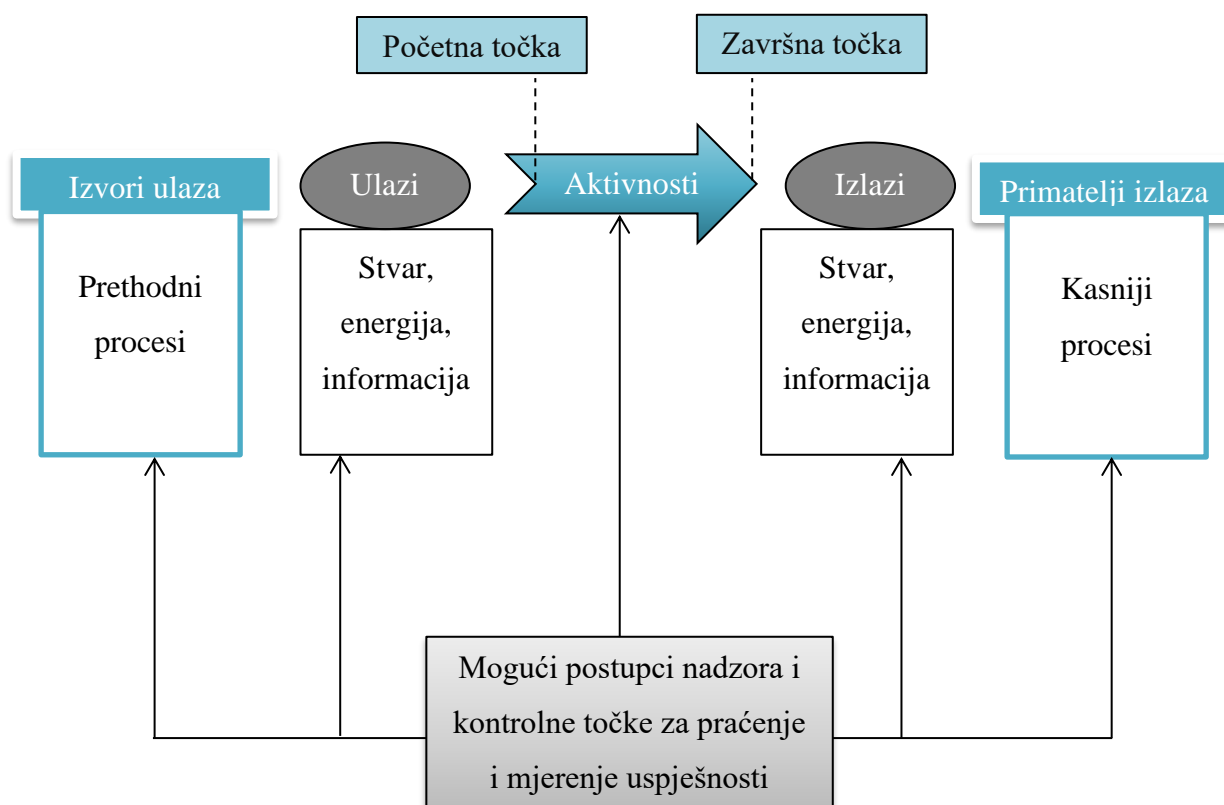 Početna točka
Završna točka
Izvori ulaza
Ulazi
Aktivnosti
Izlazi
Primatelji izlaza
Prethodni
procesi
Stvar,
energija,
informacija
Stvar,
energija,
informacija
Kasniji
procesi
Mogući postupci nadzora i
kontrolne točke za praćenje
i mjerenje uspješnosti